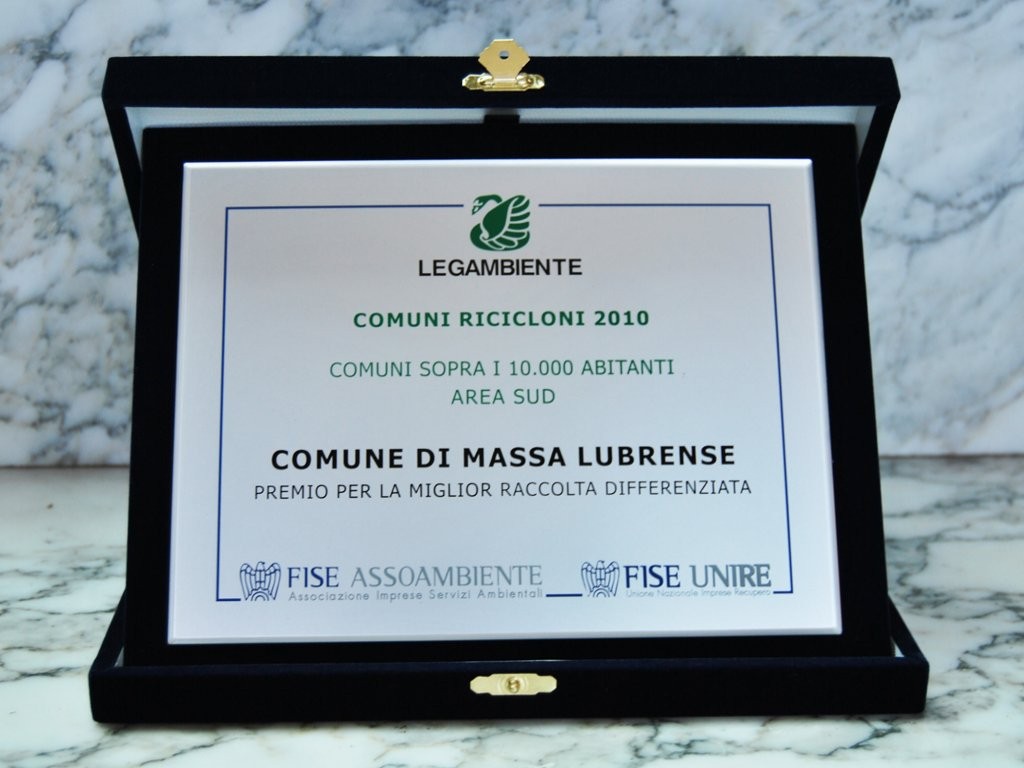 LEGAMBIENTE
COMUNI RICICLONI 2010
COMUNI SOPRA I 10.000 ABITANTI
AREA SUD
COMUNE DI MASSA LUBRENSE
PREMIO PER LA MIGLIOR RACCOLTA DIFFERENZIATA
FISE ASSOAMBIENTE
Associazione Imprese Servizi Ambientali
FISE UNIRE
Unione Nazionale Imprese Recupero